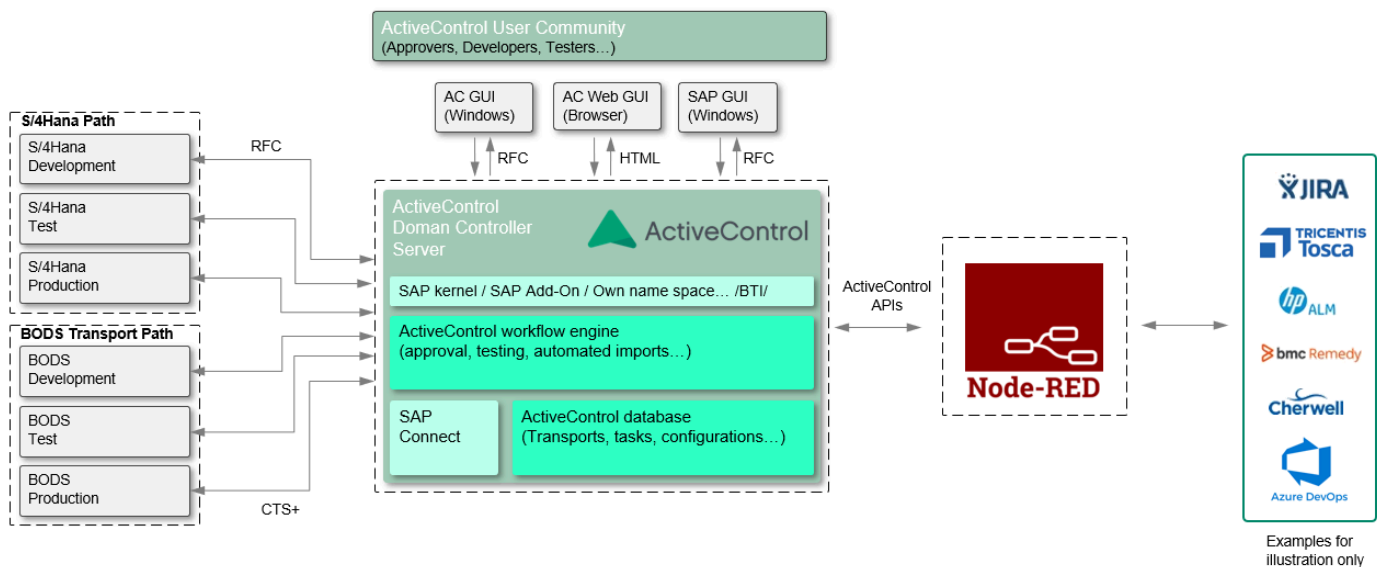 ActiveControl User Community
(Approvers, Developers, Testers...)
AC GUI
(Windows)
AC Web GUI
(Browser)
SAP GUI
(Windows)
RFC
HTML
RFC
S/4Hana Path
S/4Hana
Development
S/4Hana
Test
S/4Hana
Production
RFC
BODS Transport Path
BODS
Development
BODS
Test
BODS
Production
CTS+
ActiveControl
Doman Controller
Server
ActiveControl
SAP kernel / SAP Add-On / Own name space... /BTI/
ActiveControl workflow engine
(approval, testing, automated imports...)
SAP
Connect
ActiveControl database
(Transports, tasks, configurations...)
ActiveControl
APIs
Node-RED
JIRA
TRICENTIS
Tosca
hp
ALM
bmc Remedy
Cherwell
Azure DevOps
Examples for
illustration only